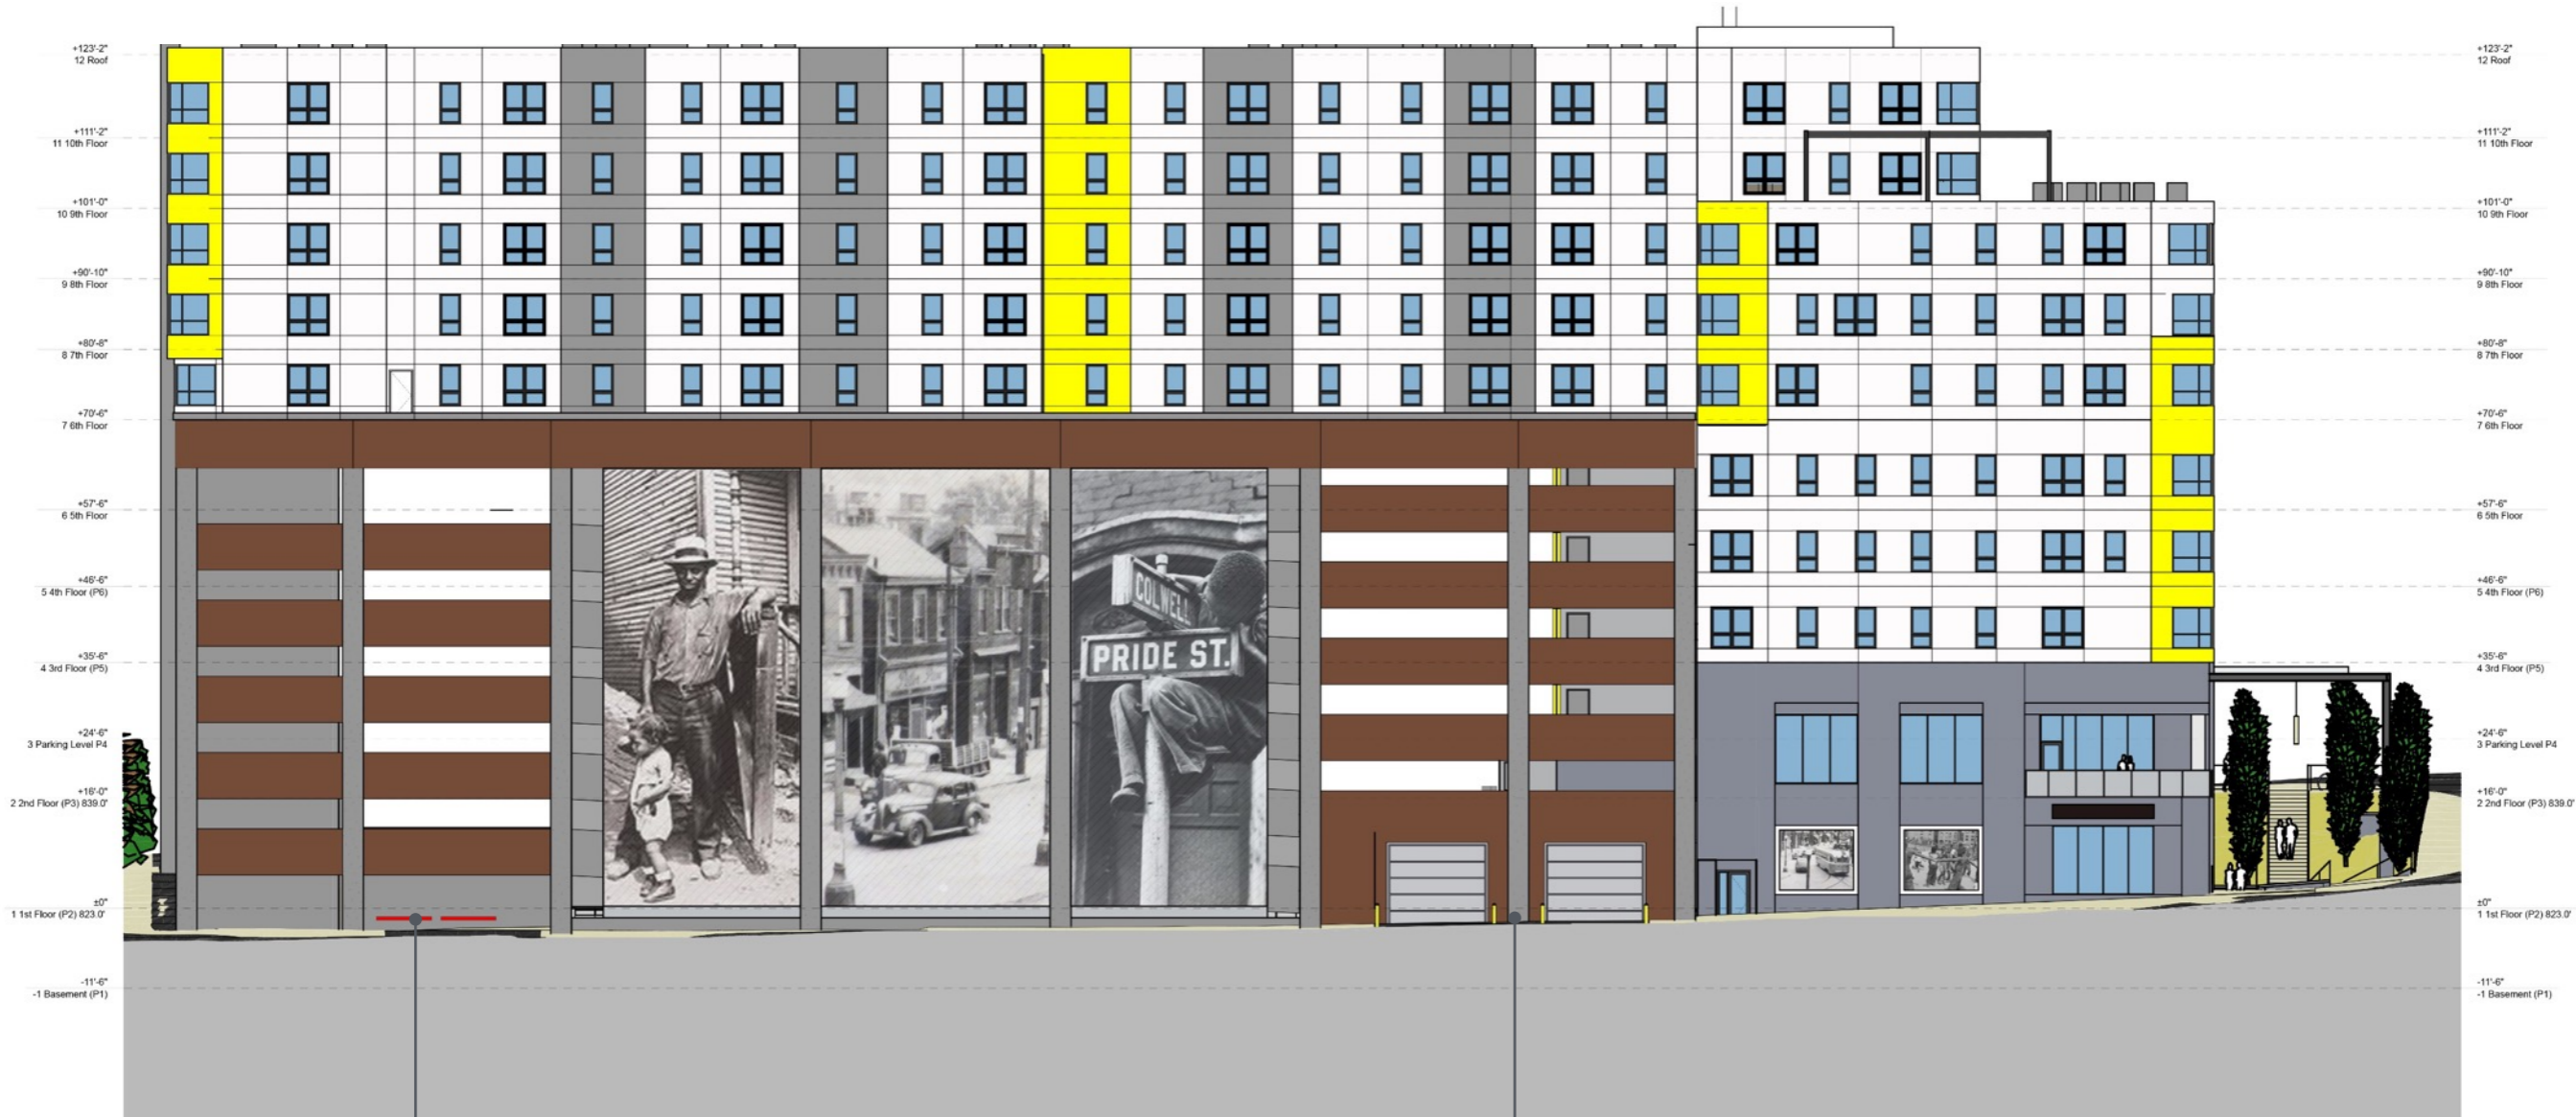 +123'-2"
12 Roof
+111'-2"
11 10th Floor
+101'-0"
10 9th Floor
+90'-10"
9 8th Floor
+80'-8"
8 7th Floor
+70'-6"
7 6th Floor
+57'-6"
6 5th Floor
+46'-6"
5 4th Floor (P6)
+35'-6"
4 3rd Floor (P5)
+24'-6"
3 Parking Level P4
+16'-0"
2 2nd Floor (P3) 839.0'
±0"
1 1st Floor (P2) 823.0'
-11'-6"
-1 Basement (P1)
COLWELL
PRIDE ST.
+123'-2"
12 Roof
+111'-2"
11 10th Floor
+101'-0"
10 9th Floor
+90'-10"
9 8th Floor
+80'-8"
8 7th Floor
+70'-6"
7 6th Floor
+57'-6"
6 5th Floor
+46'-6"
5 4th Floor (P6)
+35'-6"
4 3rd Floor (P5)
+24'-6"
3 Parking Level P4
+16'-0"
2 2nd Floor (P3) 839.0'
±0"
1 1st Floor (P2) 823.0'
-11'-6"
-1 Basement (P1)